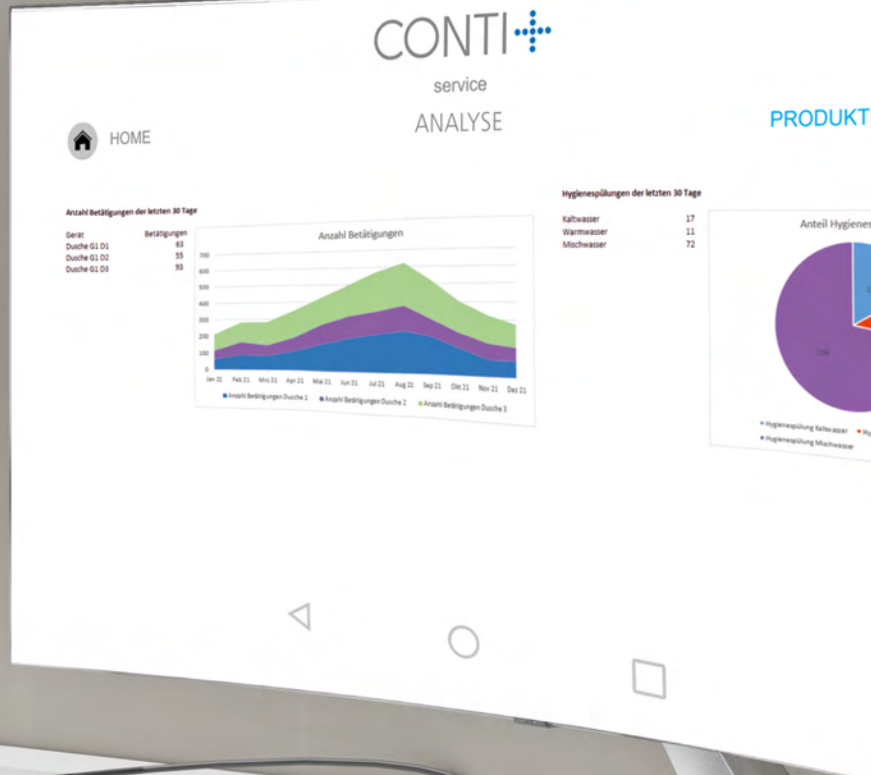 CONTI+
service
ANALYSE
HOME
PRODUKT
Anzahl Betätigungen der letzten 30 Tage
Gerät Betätigungen
Dusche G1 D1 63
Dusche G1 D2 55
Dusche G1 D3 93
Anzahl Betätigungen
700
600
500
400
300
200
100
0
Jan 21 Feb 21 Mrz 21 Apr 21 Mai 21 Jun 21 Jul 21 Aug 21 Sep 21 Okt 21 Nov 21 Dez 21
Anzahl Betätigungen Dusche 1 Anzahl Betätigungen Dusche 2 Anzahl Betätigungen Dusche 3
Hygienespülungen der letzten 30 Tage
Kaltwasser 17
Warmwasser 11
Mischwasser 72
Anteil Hygienes
Hygienespülung Kaltwasser Hy
Hygienespülung Mischwasser